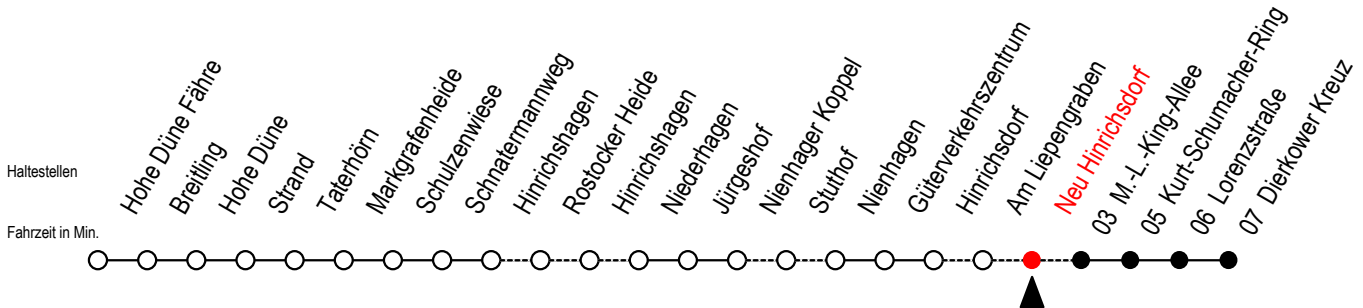 Haltestellen
Hohe Düne Fähre
Breitling
Hohe Düne
Strand
Taterhörn
Markgrafenheide
Schulzenwiese
Schnatermannweg
Hinrichshagen
Rostocker Heide
Hinrichshagen
Niederhagen
Jürgeshof
Nienhager Koppel
Stuthof
Nienhagen
Güterverkehrszentrum
Hinrichsdorf
Am Liepengraben
Neu Hinrichsdorf
03 M.-L.-King-Allee
05 Kurt-Schumacher-Ring
06 Lorenzstraße
07 Dierkower Kreuz
Fahrzeit in Min.